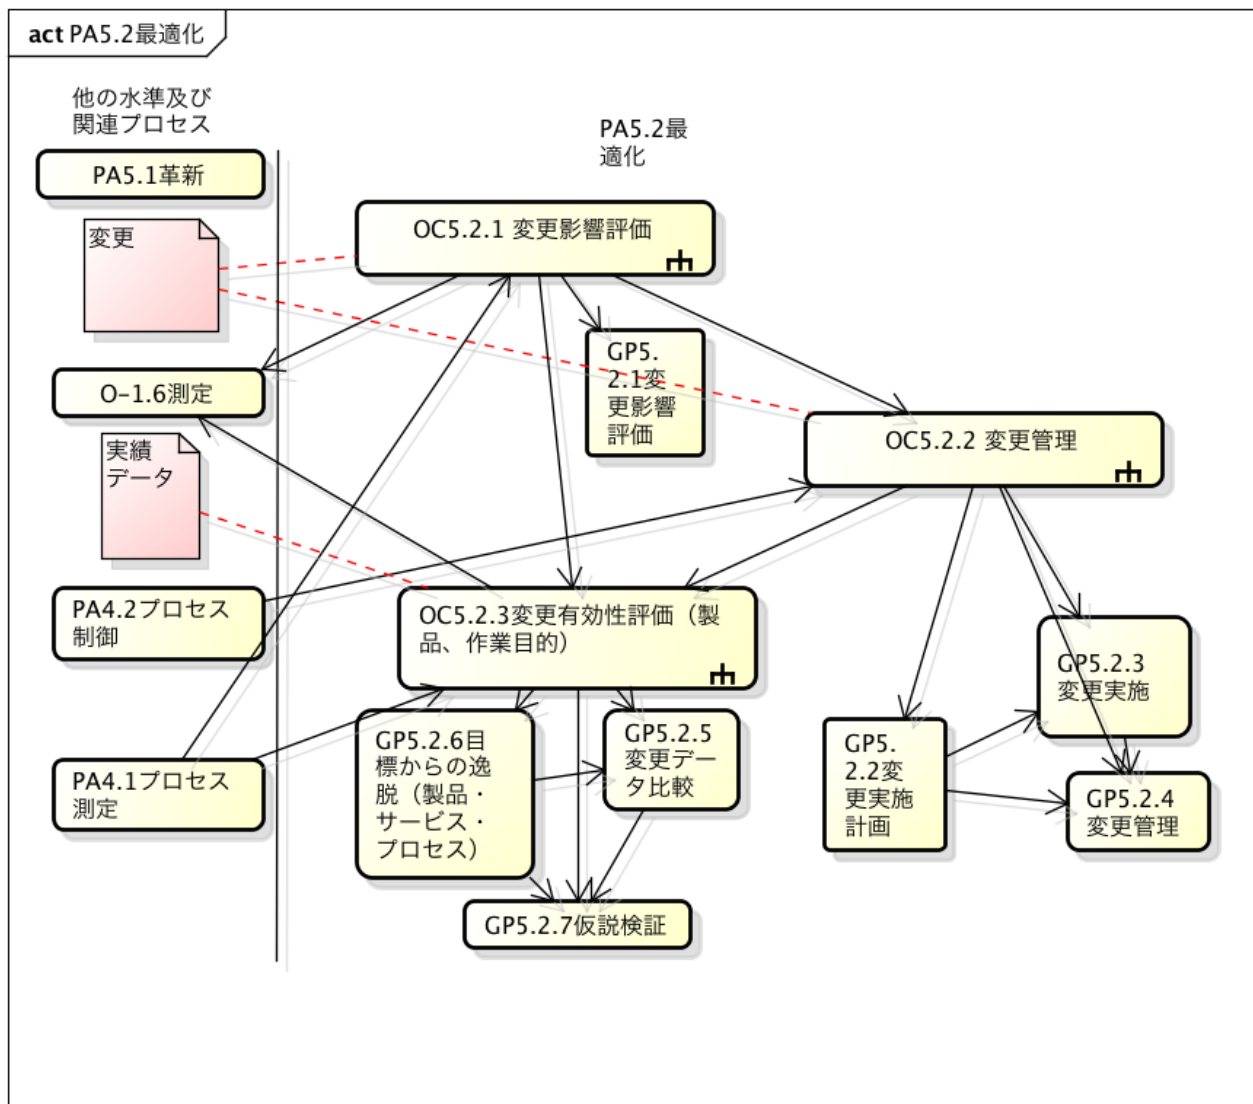 act PA5.2最適化
他の水準及び
関連プロセス
PA5.2最
適化
PA5.1革新
変更
OC5.2.1 変更影響評価
GP5.
2.1変
更影響
評価
O-1.6測定
OC5.2.2 変更管理
実績
データ
PA4.2プロセス
制御
OC5.2.3変更有効性評価（製
品、作業目的）
GP5.2.3
変更実施
GP5.2.6目
標からの逸
脱（製品・
サービス・
プロセス）
GP5.2.5
変更デー
タ比較
GP5.
2.2変
更実施
計画
PA4.1プロセス
測定
GP5.2.4
変更管理
GP5.2.7仮説検証